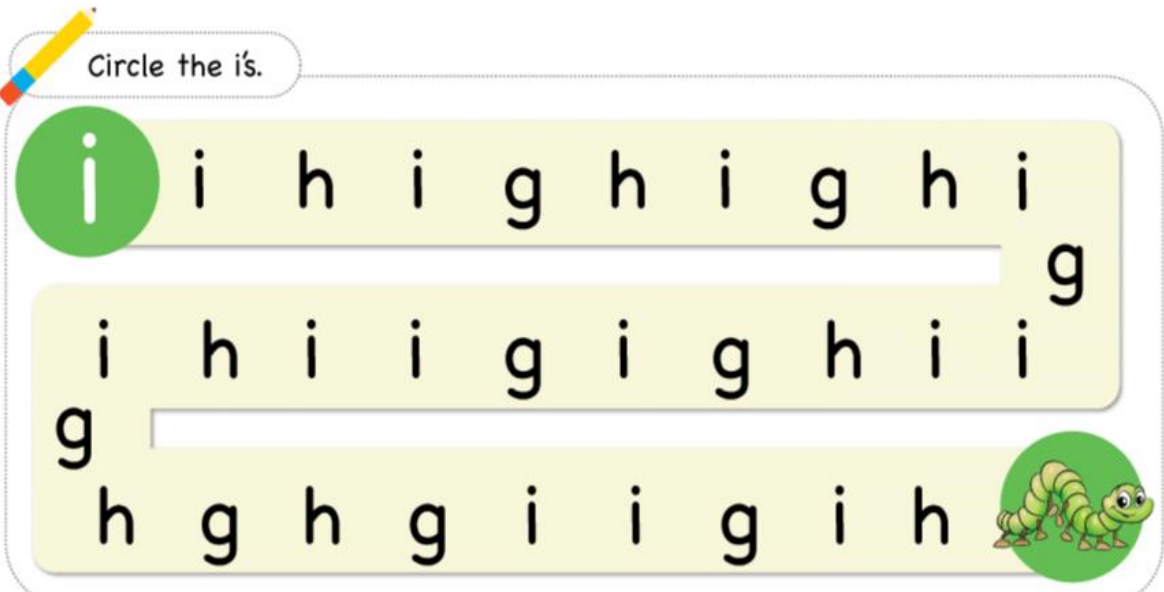 Circle the i's.
i i h i g h i g h i
g
i h i i g i g h i i
g
h g h g i i g i h